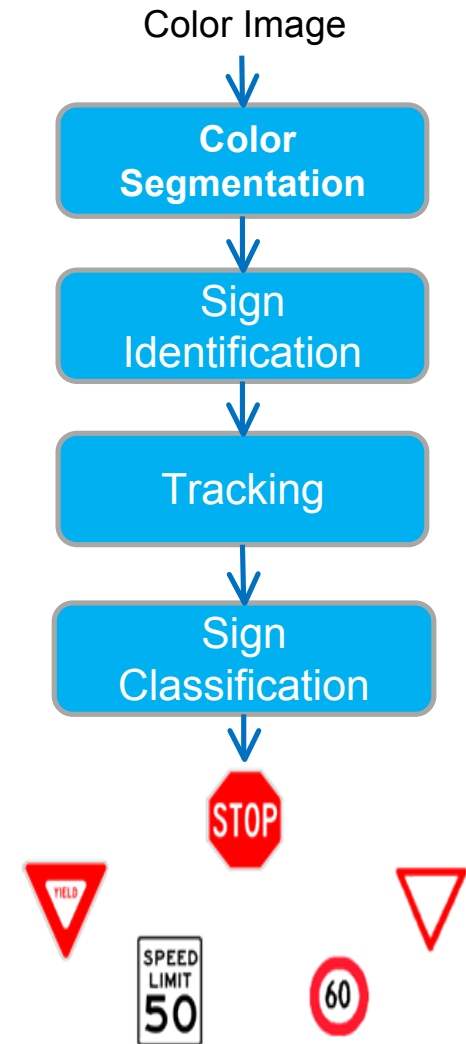 Color Image
Color
Segmentation
Sign
Identification
Tracking
Sign
Classification
STOP
YIELD
SPEED
LIMIT
50
60